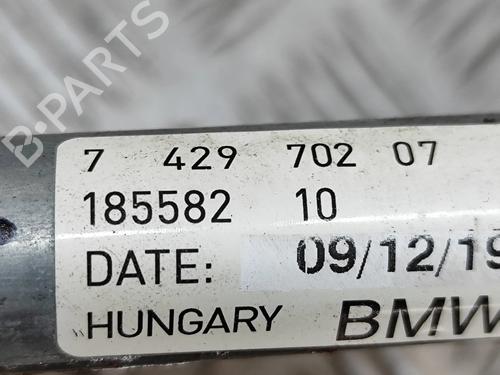 B-PARTS
7 429 702 07
185582 10
DATE: 09/12/19
HUNGARY BMW